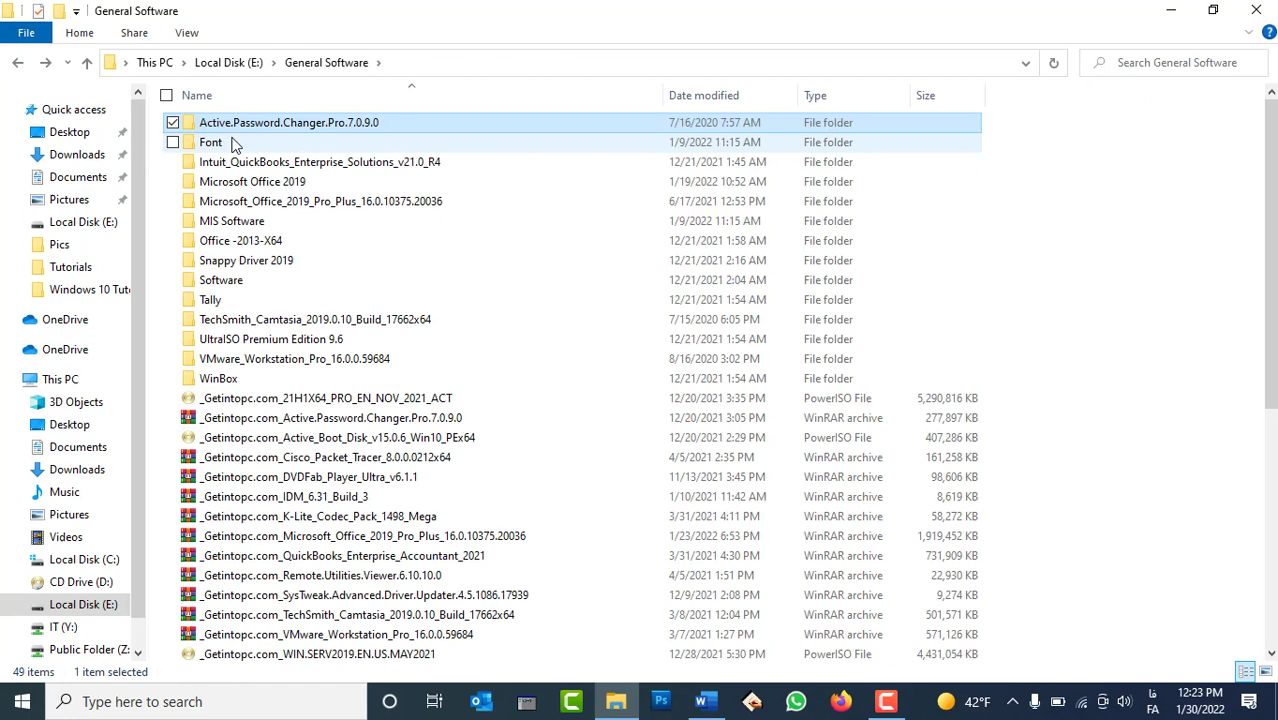 General Software
File
Home
Share
View
This PC
Local Disk (E:)
General Software
Search General Software
Name
Date modified
Type
Size
Quick access
Desktop
Downloads
Documents
Pictures
Local Disk (E:)
Pics
Tutorials
Windows 10 Tuto
OneDrive
OneDrive
This PC
3D Objects
Desktop
Documents
Downloads
Music
Pictures
Videos
Local Disk (C:)
CD Drive (D:)
Local Disk (E:)
IT (Y:)
Public Folder (Z:
Active.Password.Changer.Pro.7.0.9.0 7/16/2020 7:57 AM File folder
Font 1/9/2022 11:15 AM File folder
Intuit_QuickBooks_Enterprise_Solutions_v21.0_R4 12/21/2021 1:45 AM File folder
Microsoft Office 2019 1/19/2022 10:52 AM File folder
Microsoft_Office_2019_Pro_Plus_16.0.10375.20036 6/17/2021 12:53 PM File folder
MIS Software 1/9/2022 11:15 AM File folder
Office -2013-X64 12/21/2021 1:58 AM File folder
Snappy Driver 2019 12/21/2021 2:16 AM File folder
Software 12/21/2021 2:04 AM File folder
Tally 12/21/2021 1:54 AM File folder
TechSmith_Camtasia_2019.0.10_Build_17662x64 7/15/2020 6:05 PM File folder
UltraISO Premium Edition 9.6 12/21/2021 1:54 AM File folder
VMware_Workstation_Pro_16.0.0.59684 8/16/2020 3:02 PM File folder
WinBox 12/21/2021 1:54 AM File folder
_Getintopc.com_21H1X64_PRO_EN_NOV_2021_ACT 12/20/2021 3:35 PM PowerISO File 5,290,816 KB
_Getintopc.com_Active.Password.Changer.Pro.7.0.9.0 12/20/2021 3:05 PM WinRAR archive 277,897 KB
_Getintopc.com_Active_Boot_Disk_v15.0.6_Win10_PEx64 12/20/2021 2:29 PM PowerISO File 407,286 KB
_Getintopc.com_Cisco_Packet_Tracer_8.0.0.0212x64 4/5/2021 2:35 PM WinRAR archive 161,258 KB
_Getintopc.com_DVDFab_Player_Ultra_v6.1.1 11/13/2021 3:45 PM WinRAR archive 98,606 KB
_Getintopc.com_IDM_6.31_Build_3 1/10/2021 11:42 AM WinRAR archive 8,619 KB
_Getintopc.com_K-Lite_Codec_Pack_1498_Mega 3/31/2021 4:11 PM WinRAR archive 58,272 KB
_Getintopc.com_Microsoft_Office_2019_Pro_Plus_16.0.10375.20036 1/23/2022 6:53 PM WinRAR archive 1,919,452 KB
_Getintopc.com_QuickBooks_Enterprise_Accountant_2021 3/31/2021 4:30 PM WinRAR archive 731,909 KB
_Getintopc.com_Remote.Utilities.Viewer.6.10.10.0 4/5/2021 1:51 PM WinRAR archive 22,930 KB
_Getintopc.com_SysTweak.Advanced.Driver.Updater.4.5.1086.17939 12/9/2021 2:08 PM WinRAR archive 9,274 KB
_Getintopc.com_TechSmith_Camtasia_2019.0.10_Build_17662x64 3/8/2021 12:04 PM WinRAR archive 501,571 KB
_Getintopc.com_VMware_Workstation_Pro_16.0.0.59684 3/7/2021 1:27 PM WinRAR archive 571,126 KB
_Getintopc.com_WIN.SERV2019.EN.US.MAY2021 12/28/2021 5:30 PM PowerISO File 4,431,054 KB
49 items 1 item selected
Type here to search
42°F
فا
FA
12:23 PM
1/30/2022